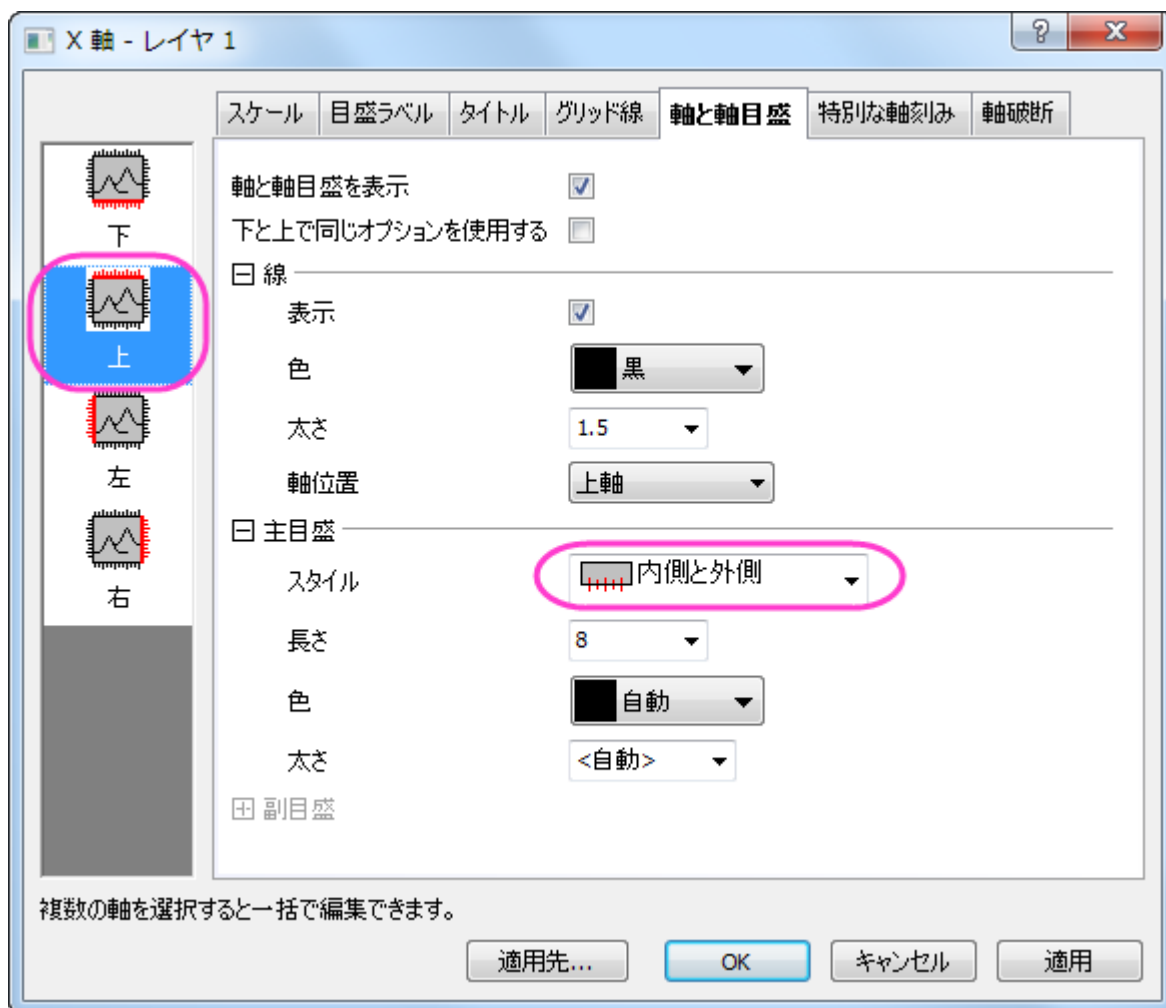 X 軸 - レイヤ 1
スケール 目盛ラベル タイトル グリッド線 軸と軸目盛 特別な軸刻み 軸破断
下
上
左
右
軸と軸目盛を表示
下と上で同じオプションを使用する
線
表示
色 黒
太さ 1.5
軸位置 上軸
主目盛
スタイル 内側と外側
長さ 8
色 自動
太さ <自動>
副目盛
複数の軸を選択すると一括で編集できます。
適用先... OK キャンセル 適用